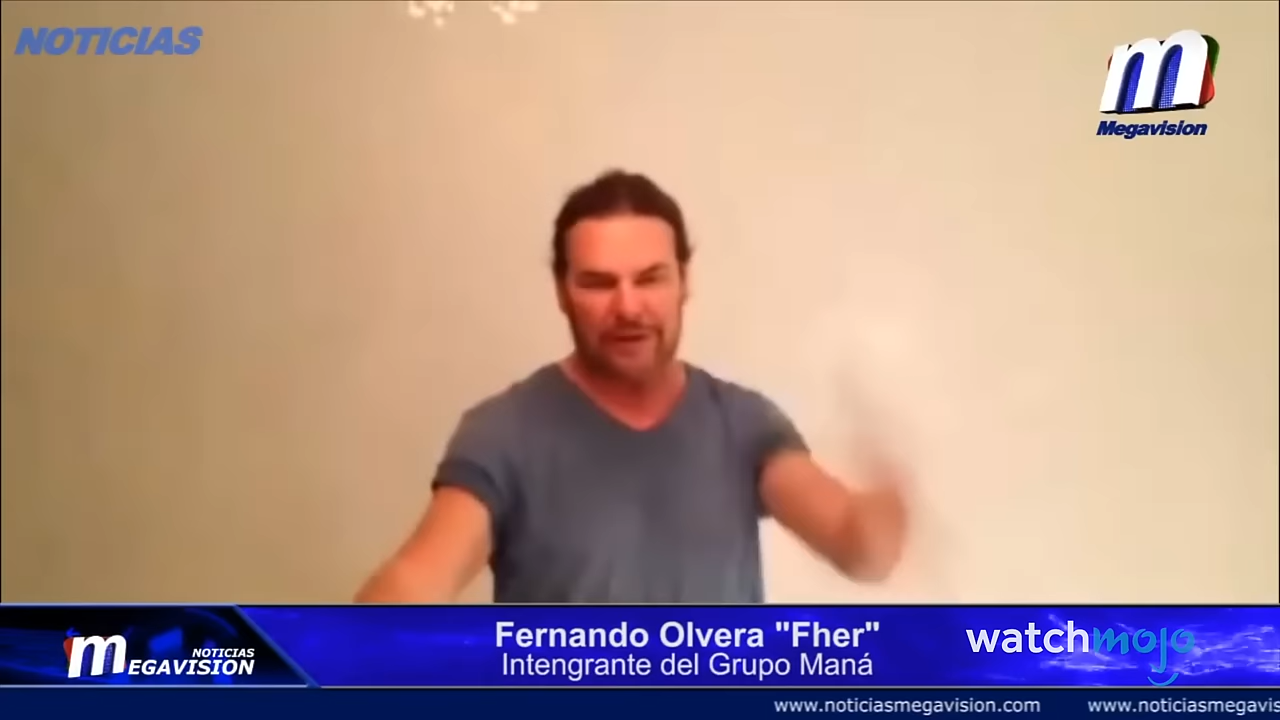 NOTICIAS
m
Megavision
Fernando Olvera "Fher"
Intengrante del Grupo Maná
watchmojo
NOTICIAS
mEGAVISION
www.noticiasmegavision.com
www.noticiasmegavis